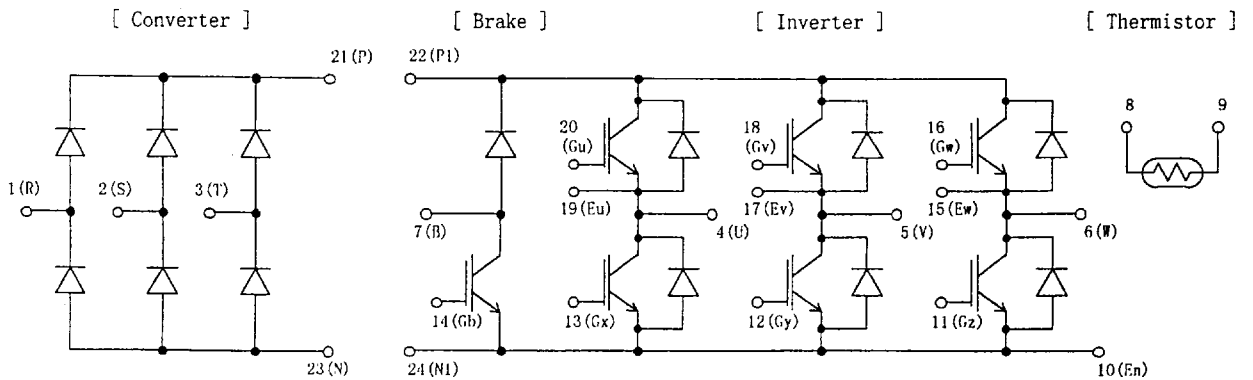 [ Converter ]
[ Brake ]
[ Inverter ]
[ Thermistor ]
21(P)
22(P1)
8
9
20
(Gu)
18
(Gv)
16
(Gw)
1(R)
2(S)
3(T)
19(Eu)
17(Ev)
15(Ew)
7(B)
4(U)
5(V)
6(W)
14(Gb)
13(Gx)
12(Gy)
11(Gz)
23(N)
24(N1)
10(En)